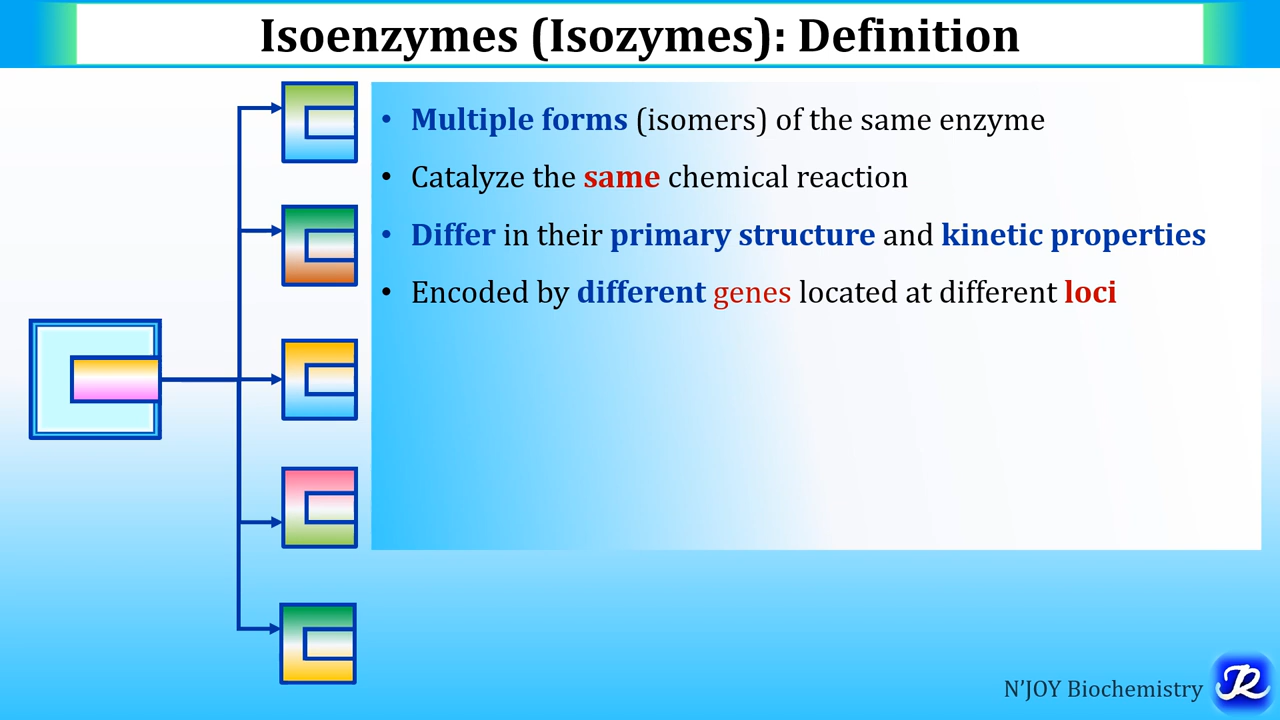 Isoenzymes (Isozymes): Definition
• Multiple forms (isomers) of the same enzyme
• Catalyze the same chemical reaction
• Differ in their primary structure and kinetic properties
• Encoded by different genes located at different loci
N’JOY Biochemistry
JR